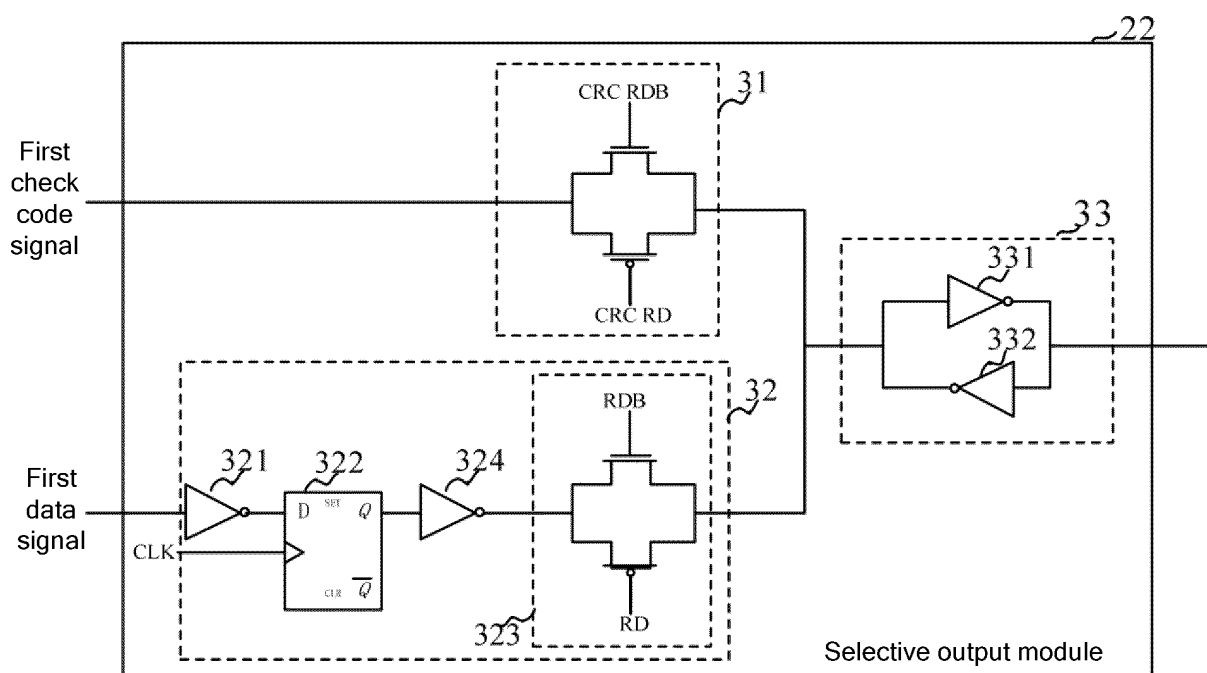 22
31
CRC RDB
First
check
code
signal
CRC RD
33
331
332
32
RDB
321
322
324
First
data
signal
D SET Q
CLK
CLR Q
323
RD
Selective output module